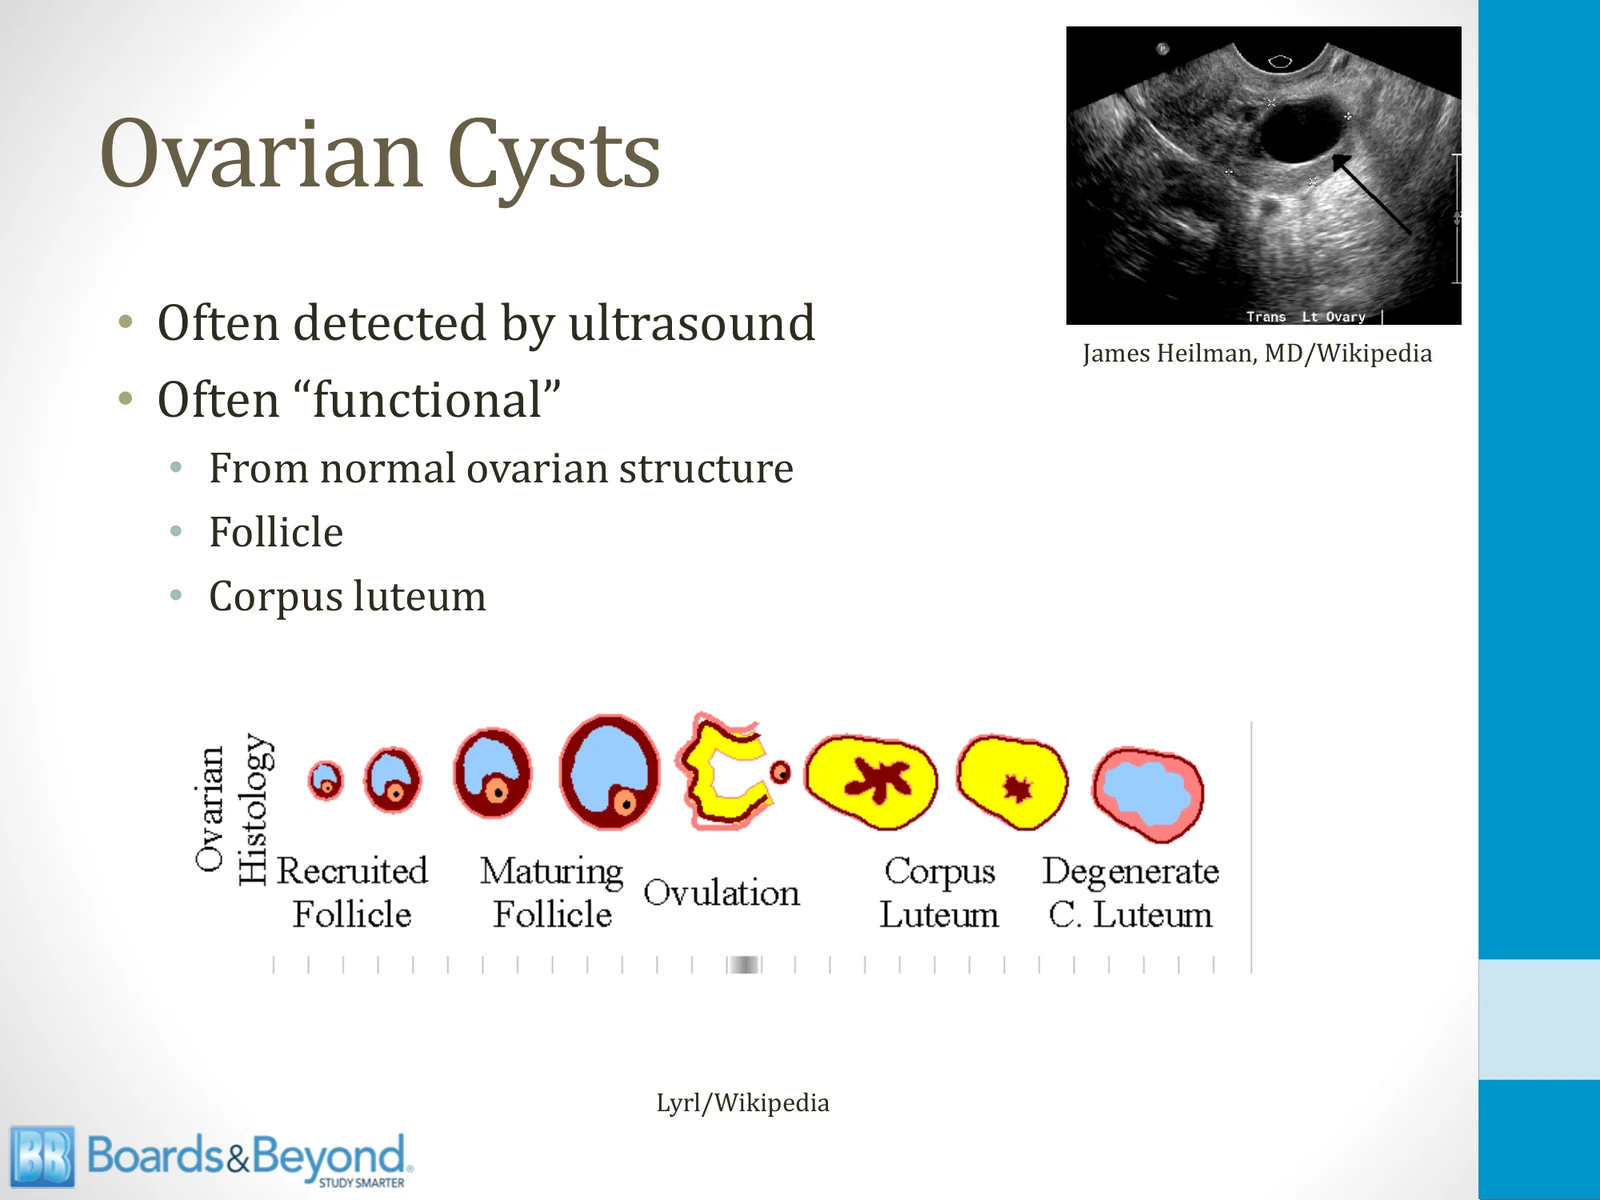 Ovarian Cysts
Trans Lt Ovary
James Heilman, MD/Wikipedia
• Often detected by ultrasound
• Often “functional”
• From normal ovarian structure
• Follicle
• Corpus luteum
Ovarian
Histology
Recruited
Follicle
Maturing
Follicle
Ovulation
Corpus
Luteum
Degenerate
C. Luteum
Lyrl/Wikipedia
BB Boards&Beyond®
STUDY SMARTER